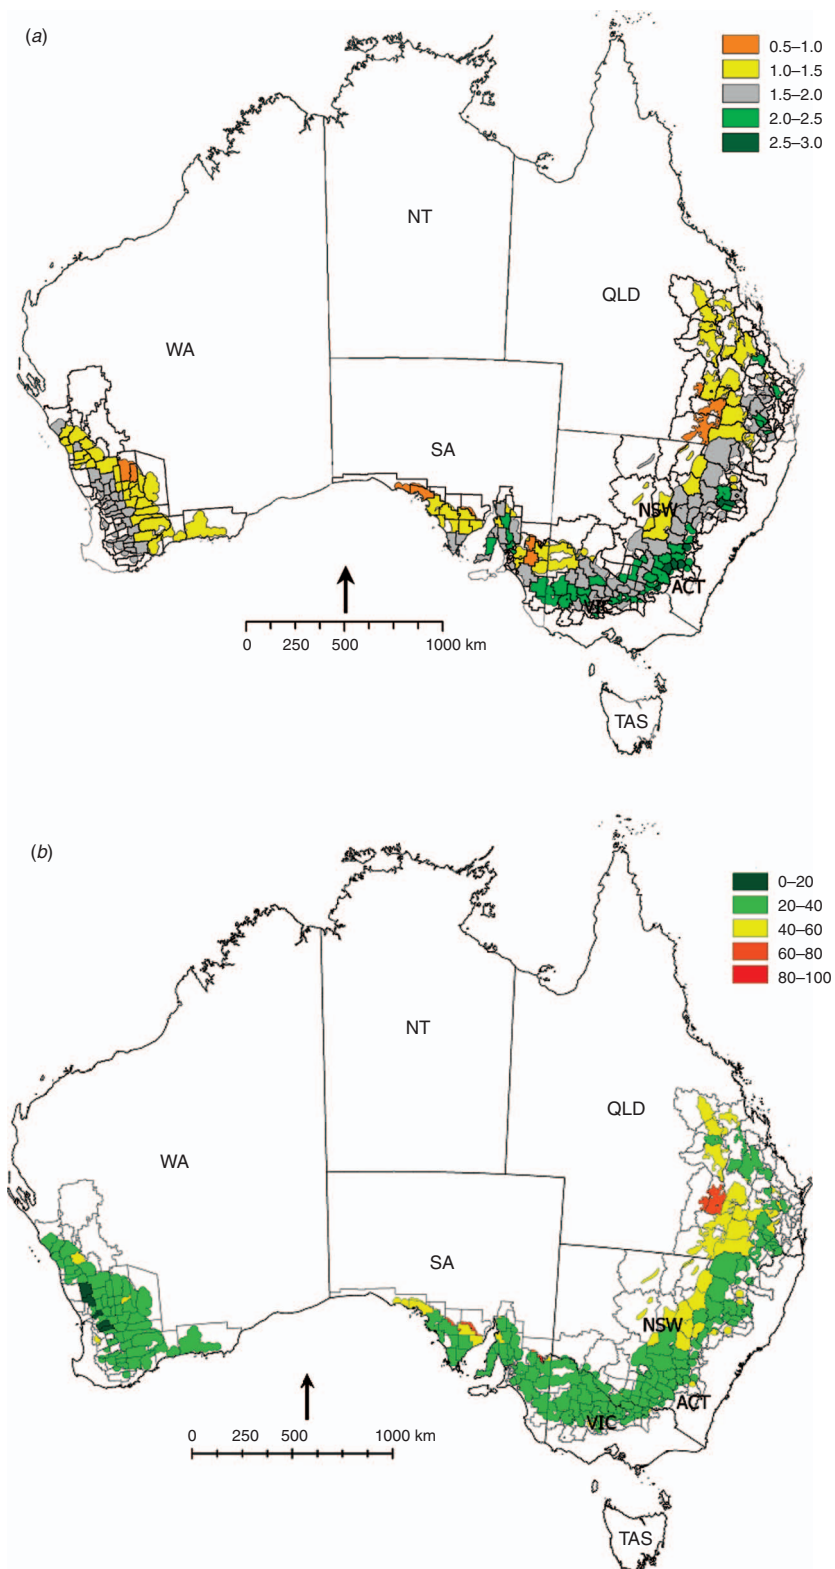 (a)
0.5–1.0
1.0–1.5
1.5–2.0
2.0–2.5
2.5–3.0
NT
QLD
WA
SA
NSW
ACT
VIC
0 250 500 1000 km
TAS
(b)
0–20
20–40
40–60
60–80
80–100
NT
QLD
WA
SA
NSW
ACT
VIC
0 250 500 1000 km
TAS